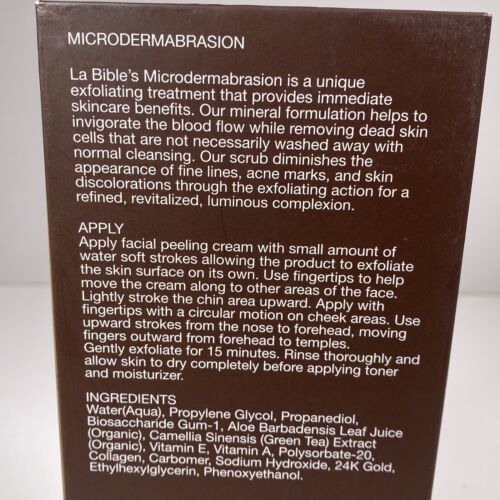 MICRODERMABRASION
La Bible's Microdermabrasion is a unique
exfoliating treatment that provides immediate
skincare benefits. Our mineral formulation helps to
invigorate the blood flow while removing dead skin
cells that are not necessarily washed away with
normal cleansing. Our scrub diminishes the
appearance of fine lines, acne marks, and skin
discolorations through the exfoliating action for a
refined, revitalized, luminous complexion.
APPLY
Apply facial peeling cream with small amount of
water soft strokes allowing the product to exfoliate
the skin surface on its own. Use fingertips to help
move the cream along to other areas of the face.
Lightly stroke the chin area upward. Apply with
fingertips with a circular motion on cheek areas. Use
upward strokes from the nose to forehead, moving
fingers outward from forehead to temples.
Gently exfoliate for 15 minutes. Rinse thoroughly and
allow skin to dry completely before applying toner
and moisturizer.
INGREDIENTS
Water(Aqua), Propylene Glycol, Propanediol,
Biosaccharide Gum-1, Aloe Barbadensis Leaf Juice
(Organic), Camellia Sinensis (Green Tea) Extract
(Organic), Vitamin E, Vitamin A, Polysorbate-20,
Collagen, Carbomer, Sodium Hydroxide, 24K Gold,
Ethylhexylglycerin, Phenoxyethanol.